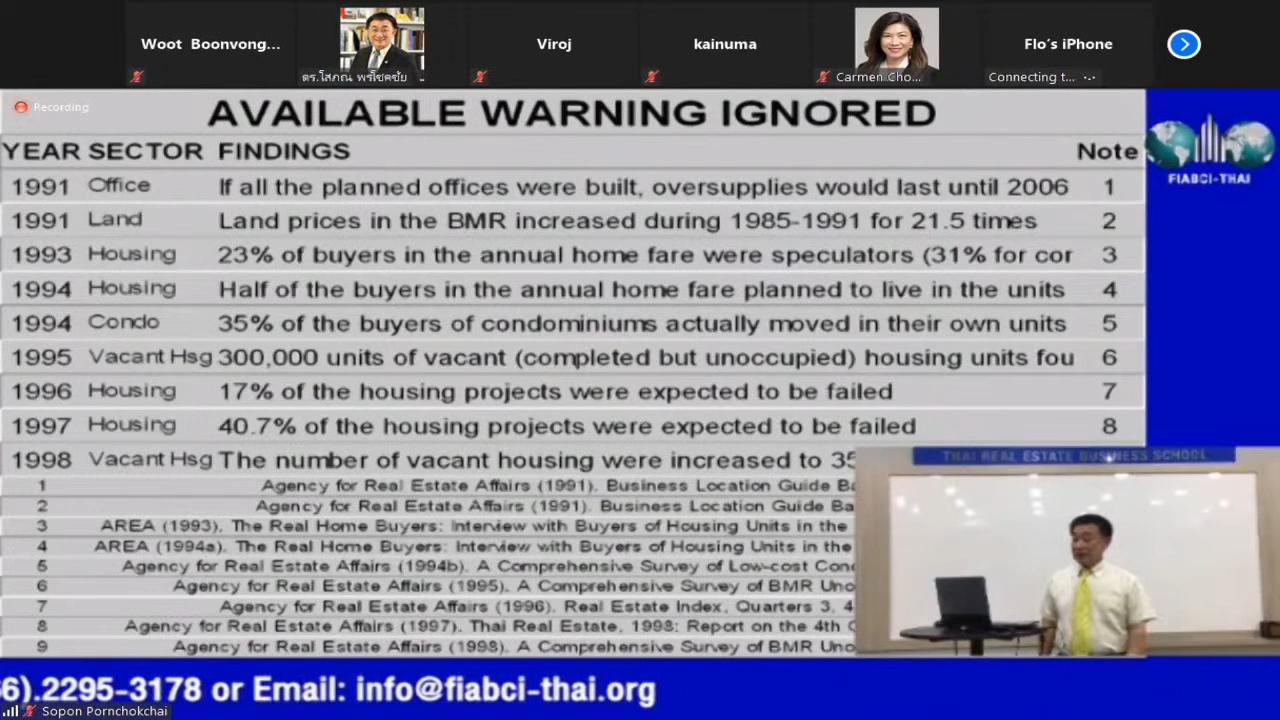 Woot Boonvong...
ดร.โสภณ พรโชคชัย
Viroj
kainuma
Carmen Cho...
Flo's iPhone
Connecting t...
Recording
AVAILABLE WARNING IGNORED
YEAR SECTOR FINDINGS Note
1991 Office If all the planned offices were built, oversupplies would last until 2006 1
1991 Land Land prices in the BMR increased during 1985-1991 for 21.5 times 2
1993 Housing 23% of buyers in the annual home fare were speculators (31% for cor 3
1994 Housing Half of the buyers in the annual home fare planned to live in the units 4
1994 Condo 35% of the buyers of condominiums actually moved in their own units 5
1995 Vacant Hsg 300,000 units of vacant (completed but unoccupied) housing units fou 6
1996 Housing 17% of the housing projects were expected to be failed 7
1997 Housing 40.7% of the housing projects were expected to be failed 8
1998 Vacant Hsg The number of vacant housing were increased to 35
1 Agency for Real Estate Affairs (1991). Business Location Guide Ba
2 Agency for Real Estate Affairs (1991). Business Location Guide Ba
3 AREA (1993). The Real Home Buyers: Interview with Buyers of Housing Units in the
4 AREA (1994a). The Real Home Buyers: Interview with Buyers of Housing Units in the
5 Agency for Real Estate Affairs (1994b). A Comprehensive Survey of Low-cost Con
6 Agency for Real Estate Affairs (1995). A Comprehensive Survey of BMR Uno
7 Agency for Real Estate Affairs (1996). Real Estate Index, Quarters 3, 4
8 Agency for Real Estate Affairs (1997). Thai Real Estate, 1998: Report on the 4th
9 Agency for Real Estate Affairs (1998). A Comprehensive Survey of BMR Uno
FIABCI-THAI
THAI REAL ESTATE BUSINESS SCHOOL
66).2295-3178 or Email: info@fiabci-thai.org
Sopon Pornchokchai